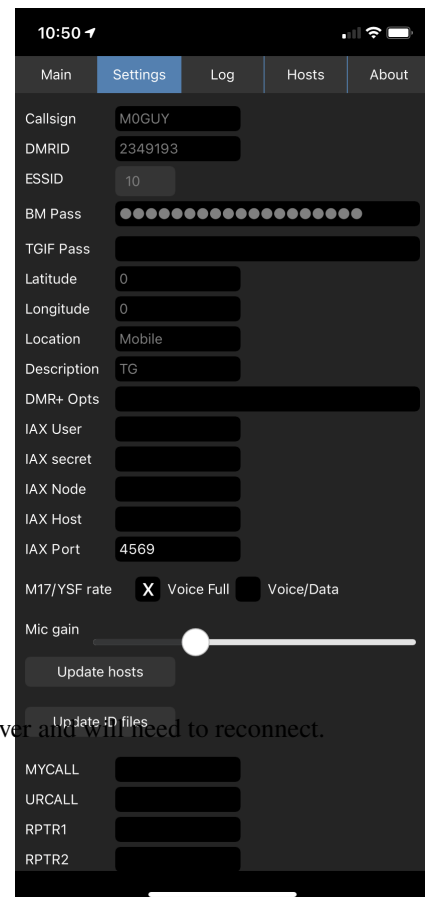 10:50
Main Settings Log Hosts About
Callsign M0GUY
DMRID 2349193
ESSID 10
BM Pass
TGIF Pass
Latitude 0
Longitude 0
Location Mobile
Description TG
DMR+ Opts
IAX User
IAX secret
IAX Node
IAX Host
IAX Port 4569
M17/YSF rate X Voice Full Voice/Data
Mic gain
Update hosts
Update ID files
ver and will need to reconnect.
MYCALL
URCALL
RPTR1
RPTR2